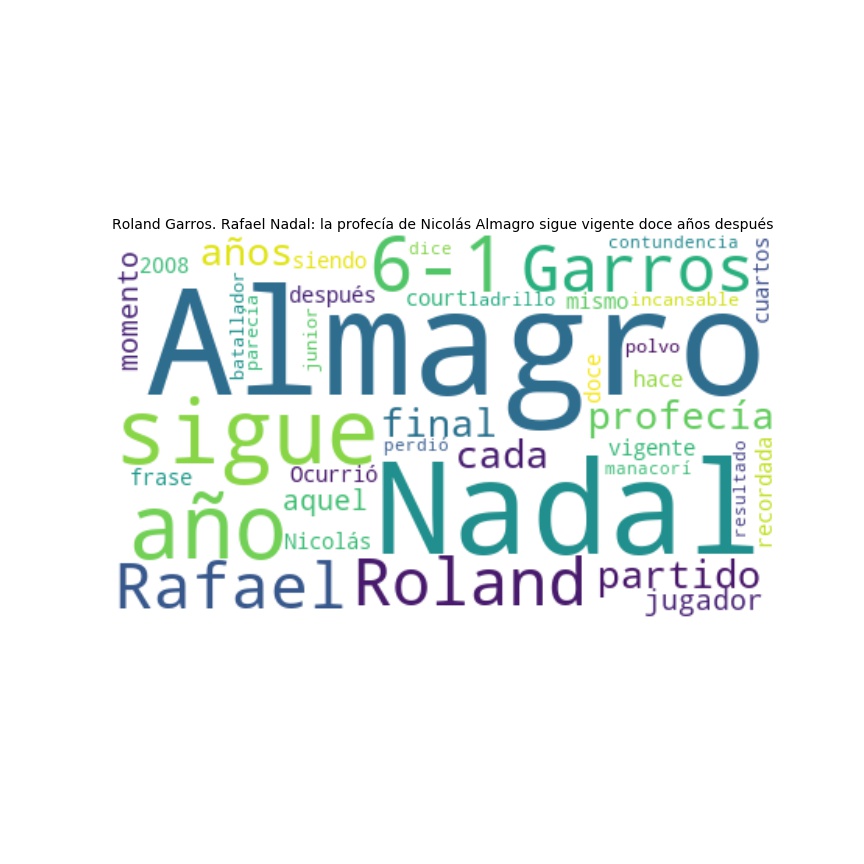 Roland Garros. Rafael Nadal: la profecía de Nicolás Almagro sigue vigente doce años después
momento
2008
años
siendo
6-1
dice
Garros
contundencia
cuartos
batallador
parecia
después
junior
court
ladrillo
mismo
incansable
Almagro
doce
polvo
hace
sigue
final
perdió
cada
profecía
vigente
manacorí
resultado
recordada
frase
Ocurrió
aquel
año
Nicolás
Nadal
Rafael
Roland
partido
jugador